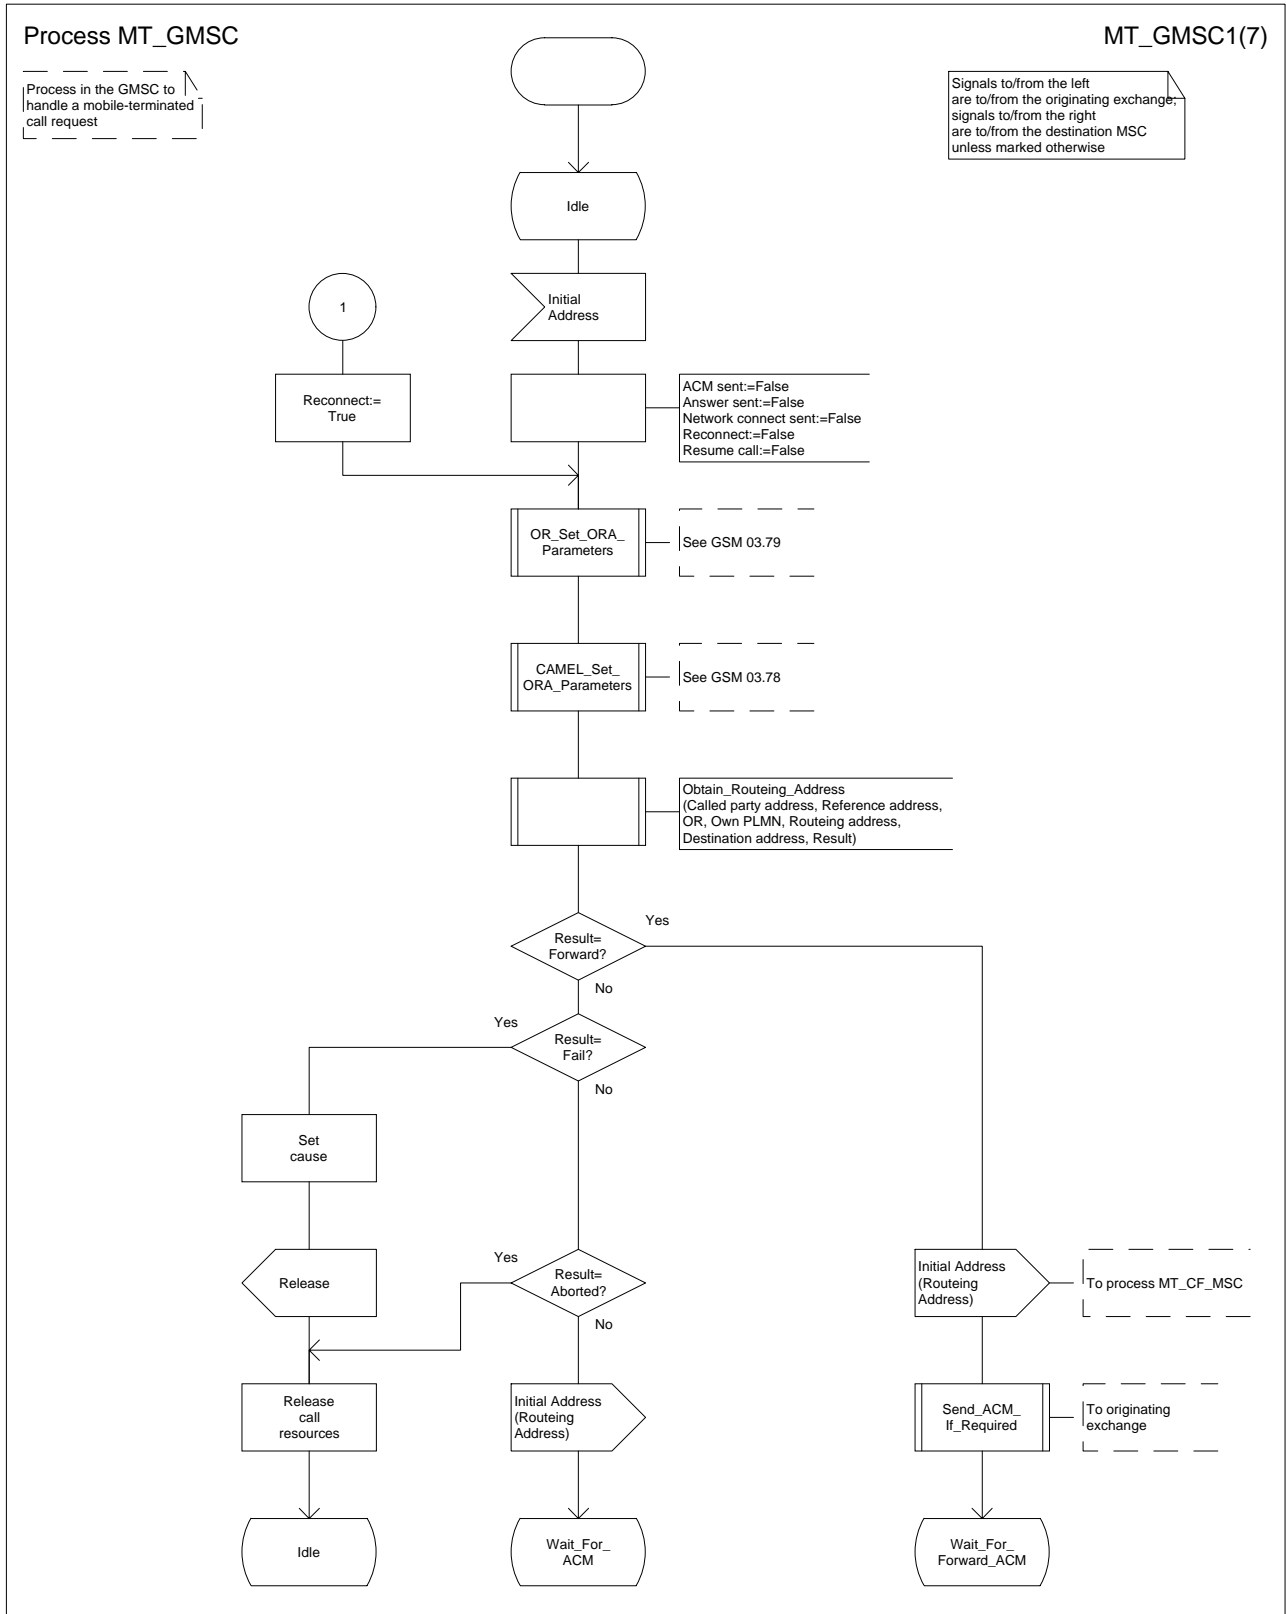 Process MT_GMSC
MT_GMSC1(7)
Process in the GMSC to
handle a mobile-terminated
call request
Signals to/from the left
are to/from the originating exchange;
signals to/from the right
are to/from the destination MSC
unless marked otherwise
Idle
Initial
Address
1
Reconnect:=
True
ACM sent:=False
Answer sent:=False
Network connect sent:=False
Reconnect:=False
Resume call:=False
OR_Set_ORA_
Parameters
See GSM 03.79
CAMEL_Set_
ORA_Parameters
See GSM 03.78
Obtain_Routeing_Address
(Called party address, Reference address,
OR, Own PLMN, Routeing address,
Destination address, Result)
Yes
Result=
Forward?
No
Yes
Result=
Fail?
No
Set
cause
Yes
Release
Result=
Aborted?
No
Initial Address
(Routeing
Address)
To process MT_CF_MSC
Release
call
resources
Initial Address
(Routeing
Address)
Send_ACM_
If_Required
To originating
exchange
Idle
Wait_For_
ACM
Wait_For_
Forward_ACM